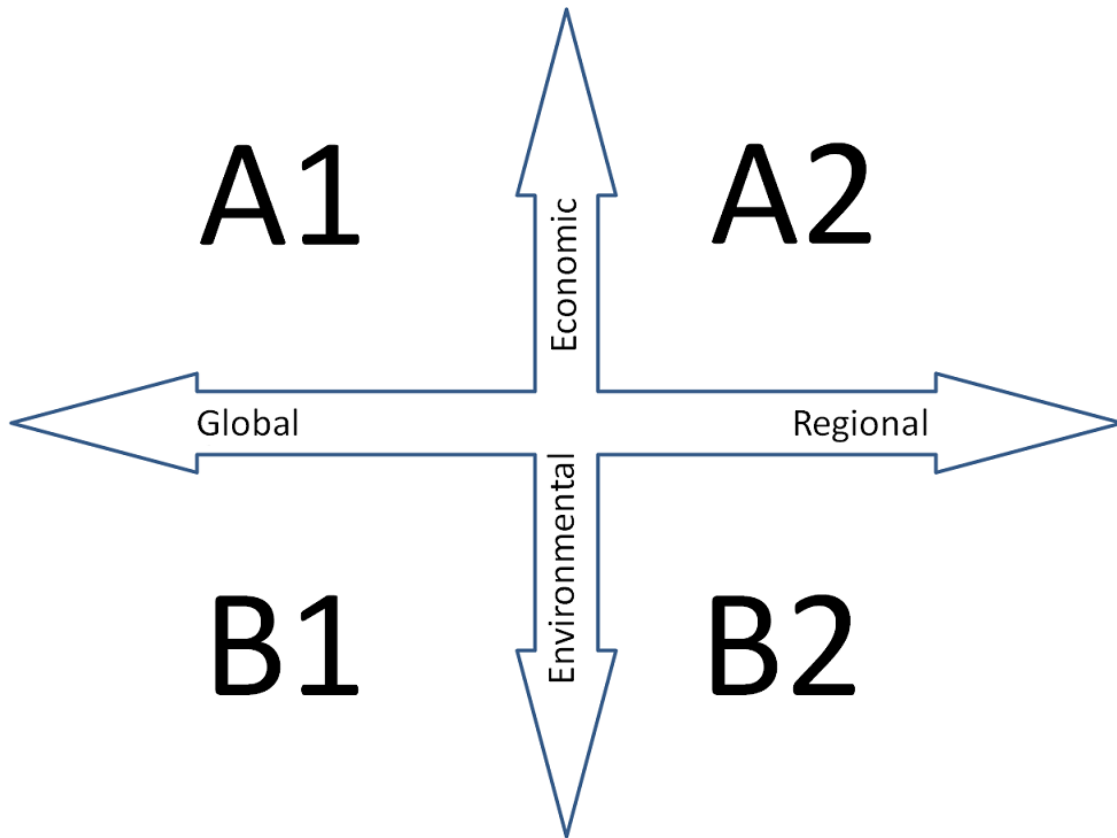 A1
A2
Economic
Global
Regional
Environmental
B1
B2